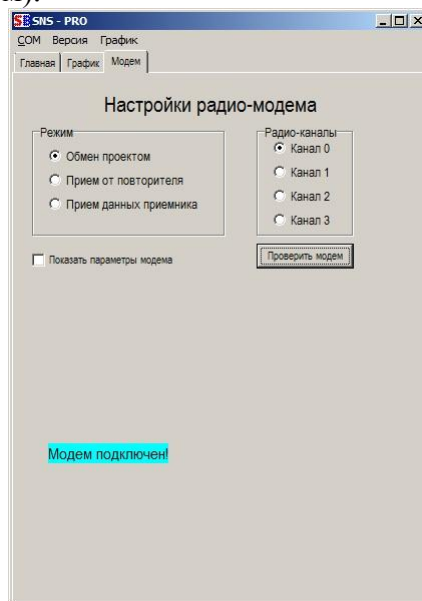 SNS - PRO
COM Версия График
Главная График Модем
Настройки радио-модема
Режим
Обмен проектом
Прием от повторителя
Прием данных приемника
Радио-каналы
Канал 0
Канал 1
Канал 2
Канал 3
Показать параметры модема
Проверить модем
Модем подключен!